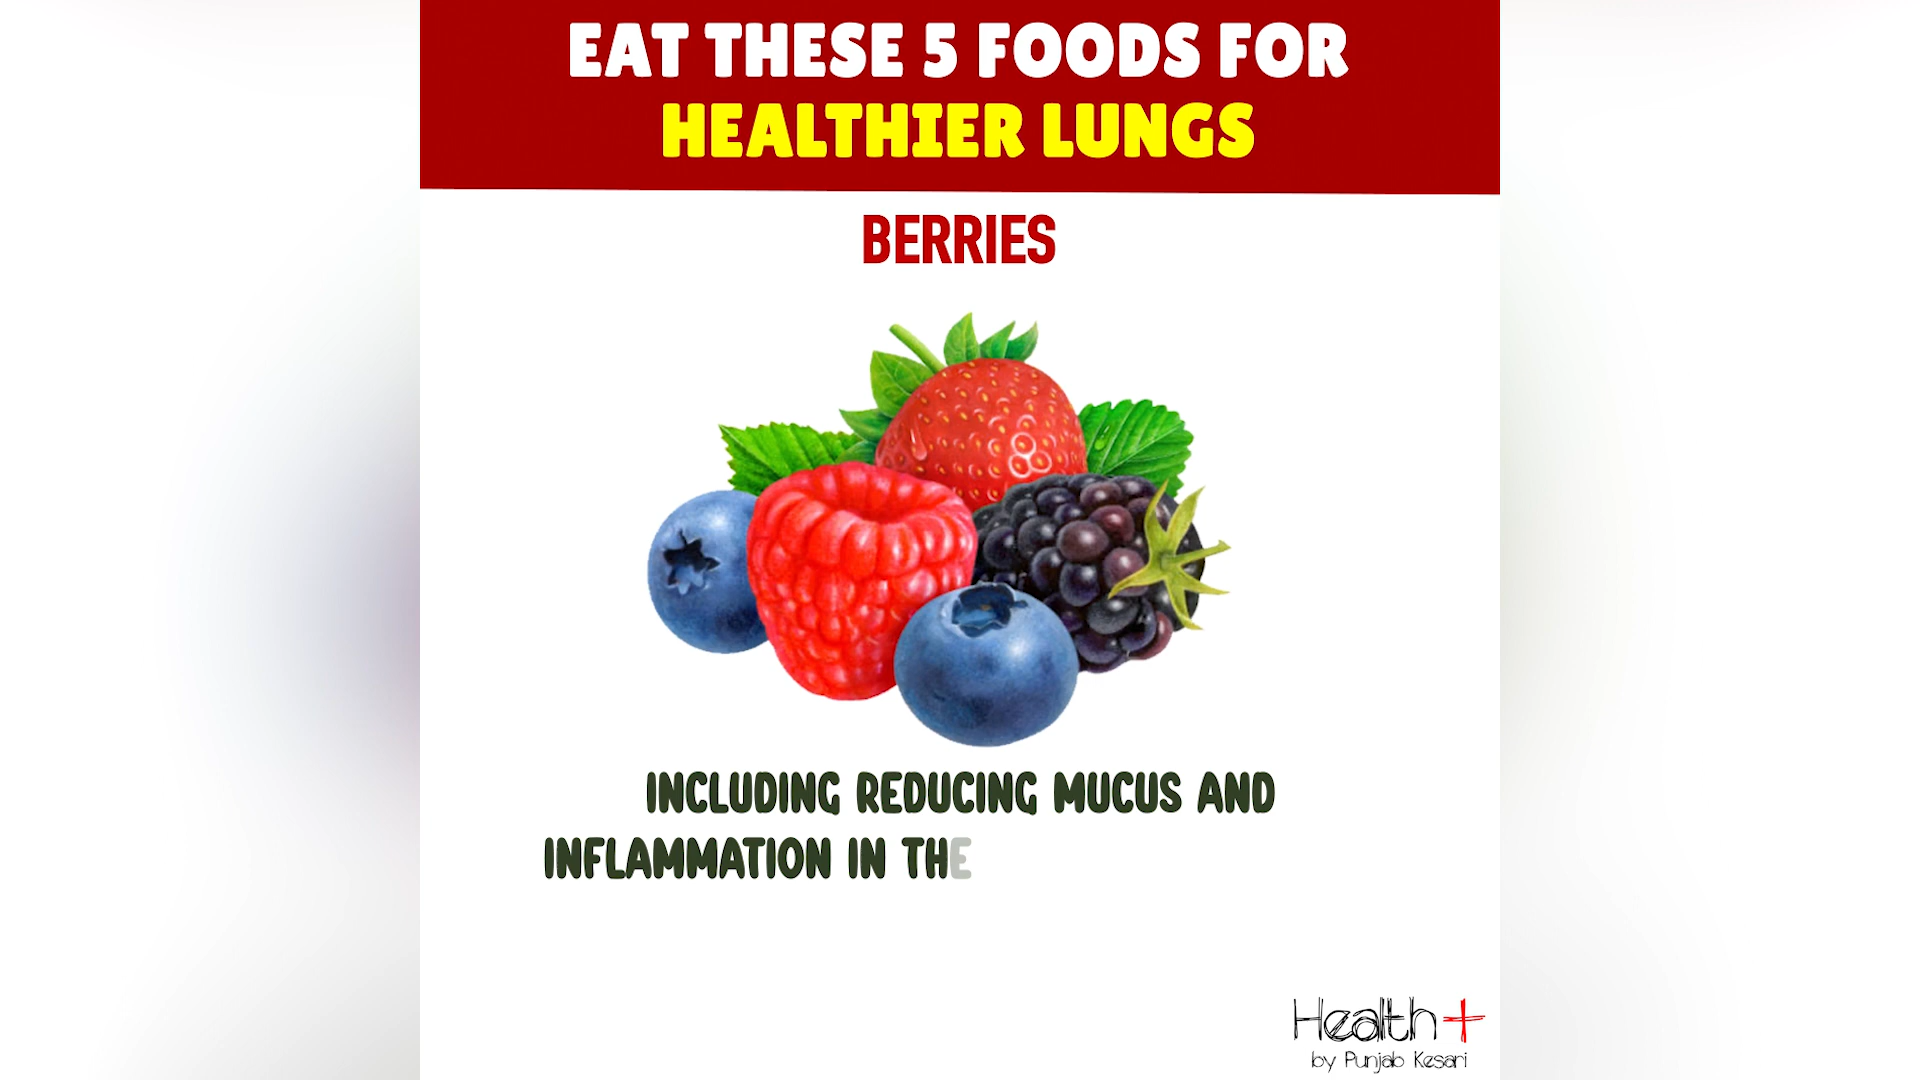 EAT THESE 5 FOODS FOR
HEALTHIER LUNGS
BERRIES
INCLUDING REDUCING MUCUS AND
INFLAMMATION IN THE
Health+
by Punjab Kesari